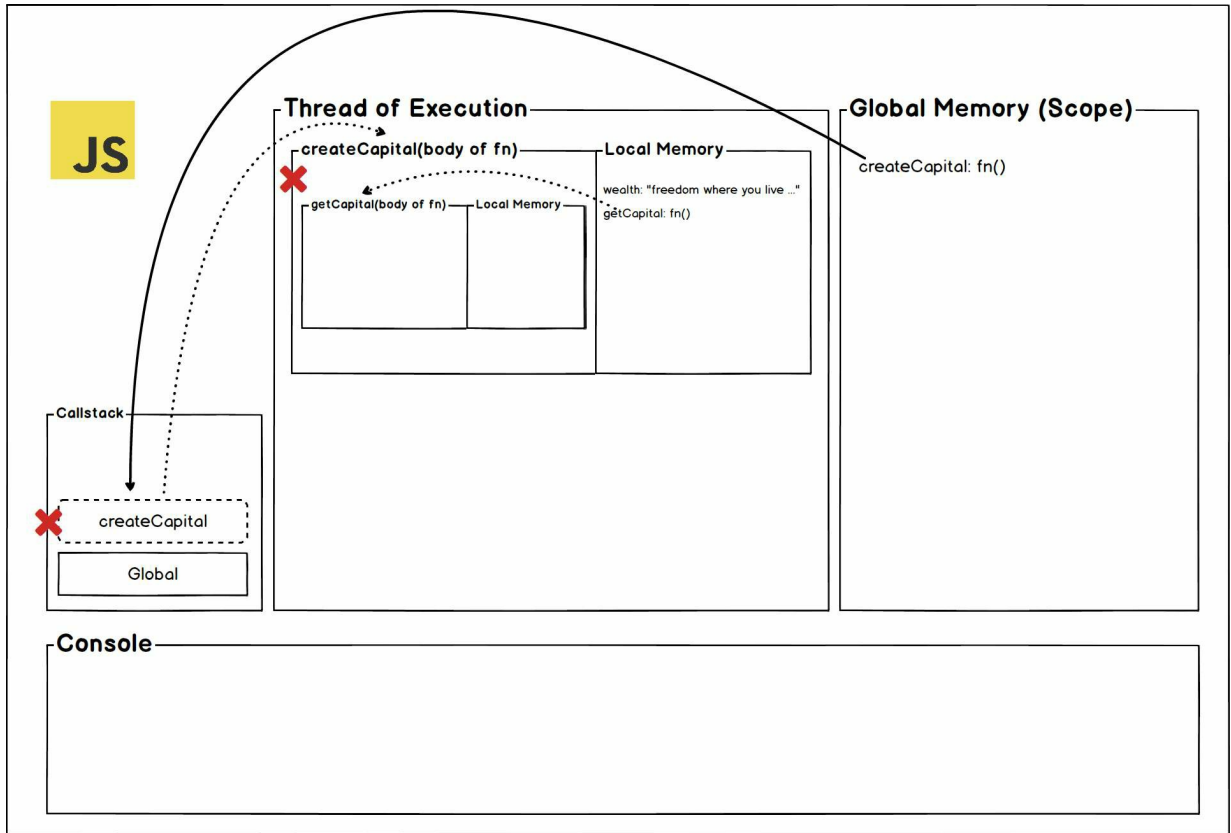 JS
Thread of Execution
Global Memory (Scope)
createCapital(body of fn)
Local Memory
createCapital: fn()
wealth: "freedom where you live ..."
getCapital(body of fn)
Local Memory
getCapital: fn()
Callstack
createCapital
Global
Console